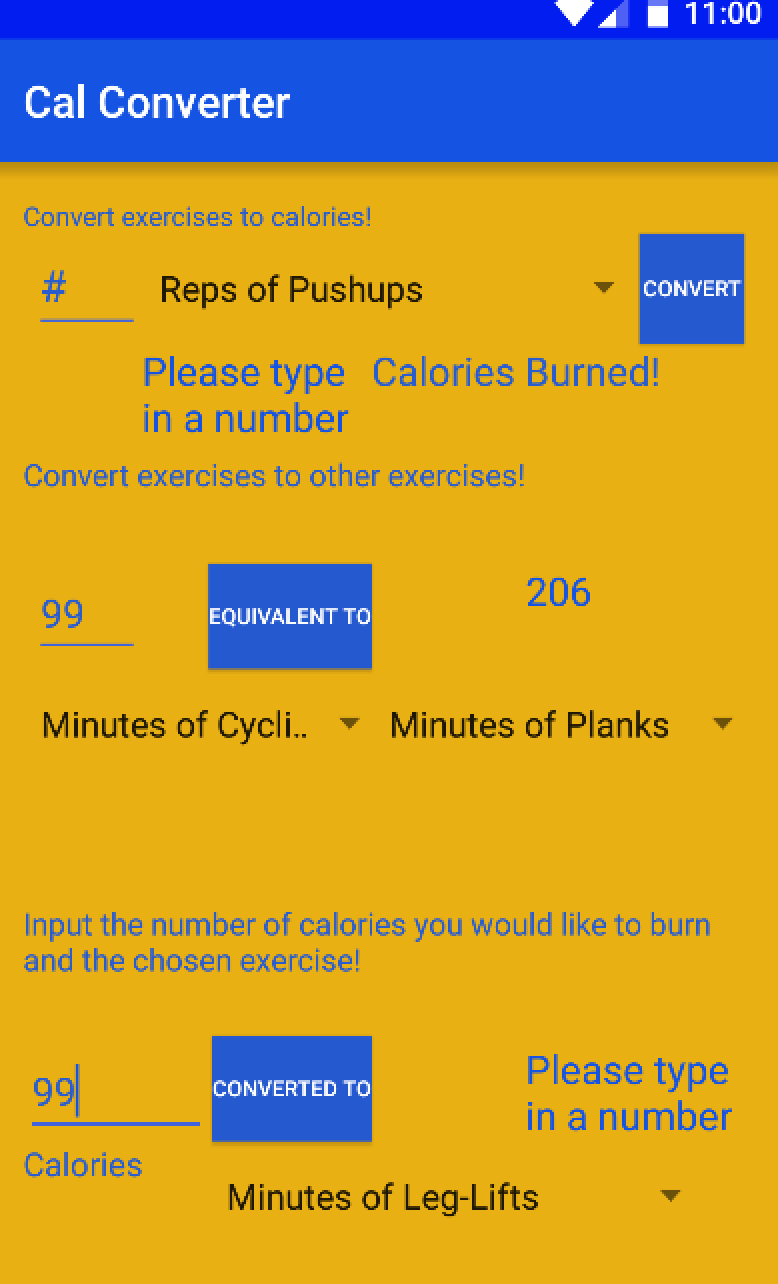 11:00
Cal Converter
Convert exercises to calories!
# Reps of Pushups CONVERT
Please type Calories Burned!
in a number
Convert exercises to other exercises!
99 EQUIVALENT TO 206
Minutes of Cycli.. Minutes of Planks
Input the number of calories you would like to burn
and the chosen exercise!
99 CONVERTED TO Please type
in a number
Calories
Minutes of Leg-Lifts